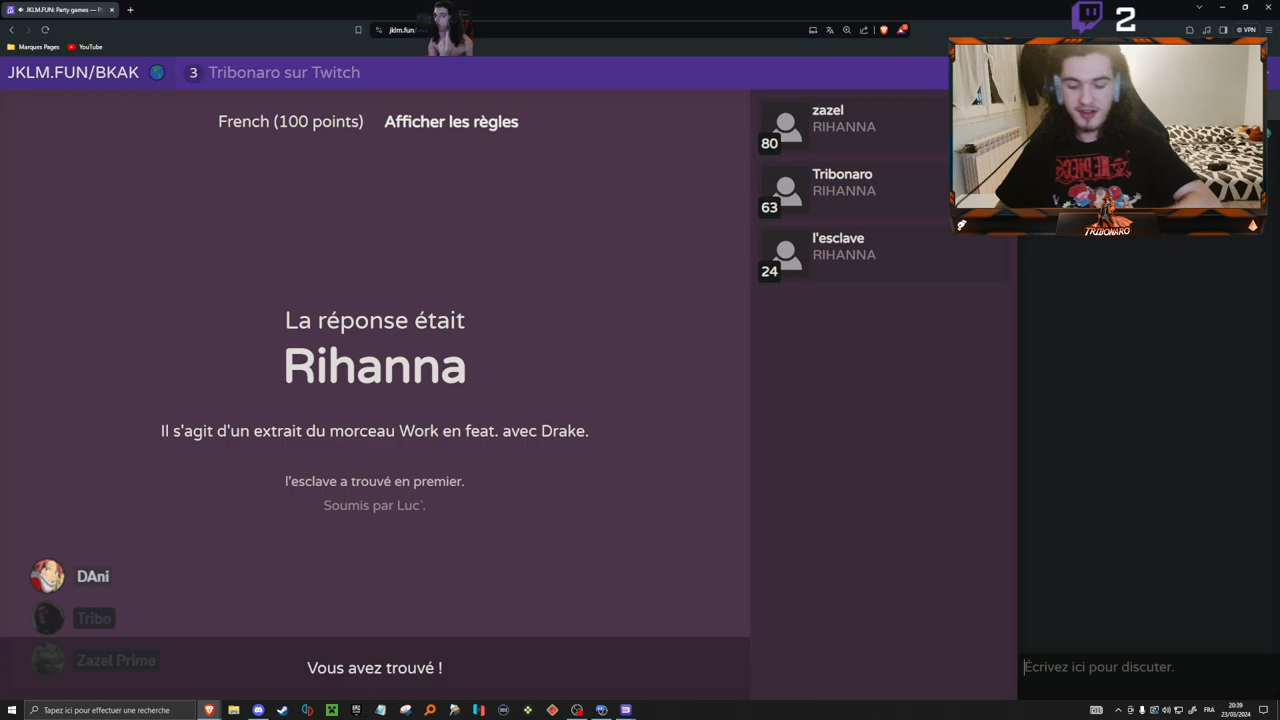 JKLM.FUN: Party games —
2
jklm.fun/
VPN
Marques Pages
YouTube
JKLM.FUN/BKAK
3
Tribonaro sur Twitch
French (100 points)
Afficher les règles
zazel
RIHANNA
80
Tribonaro
RIHANNA
63
l'esclave
RIHANNA
24
TRIBONARO
La réponse était
Rihanna
Il s'agit d'un extrait du morceau Work en feat. avec Drake.
l'esclave a trouvé en premier.
Soumis par Luc`.
DAni
Tribo
Zazel Prime
Vous avez trouvé !
Écrivez ici pour discuter.
Tapez ici pour effectuer une recherche
FRA
20:39
23/03/2024